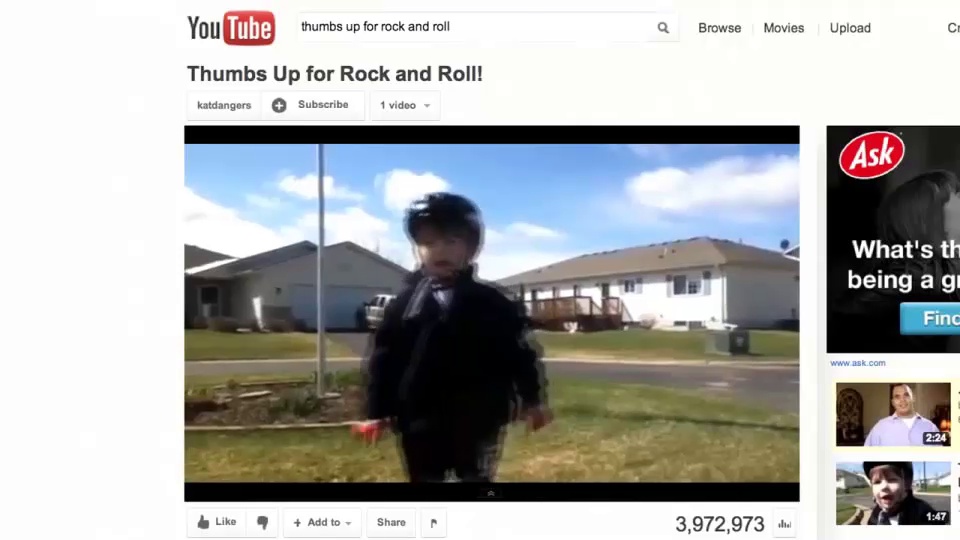 YouTube
thumbs up for rock and roll
Browse
Movies
Upload
Thumbs Up for Rock and Roll!
katdangers
Subscribe
1 video
Ask
What's th
being a g
Find
www.ask.com
2:24
1:47
Like
+ Add to
Share
3,972,973